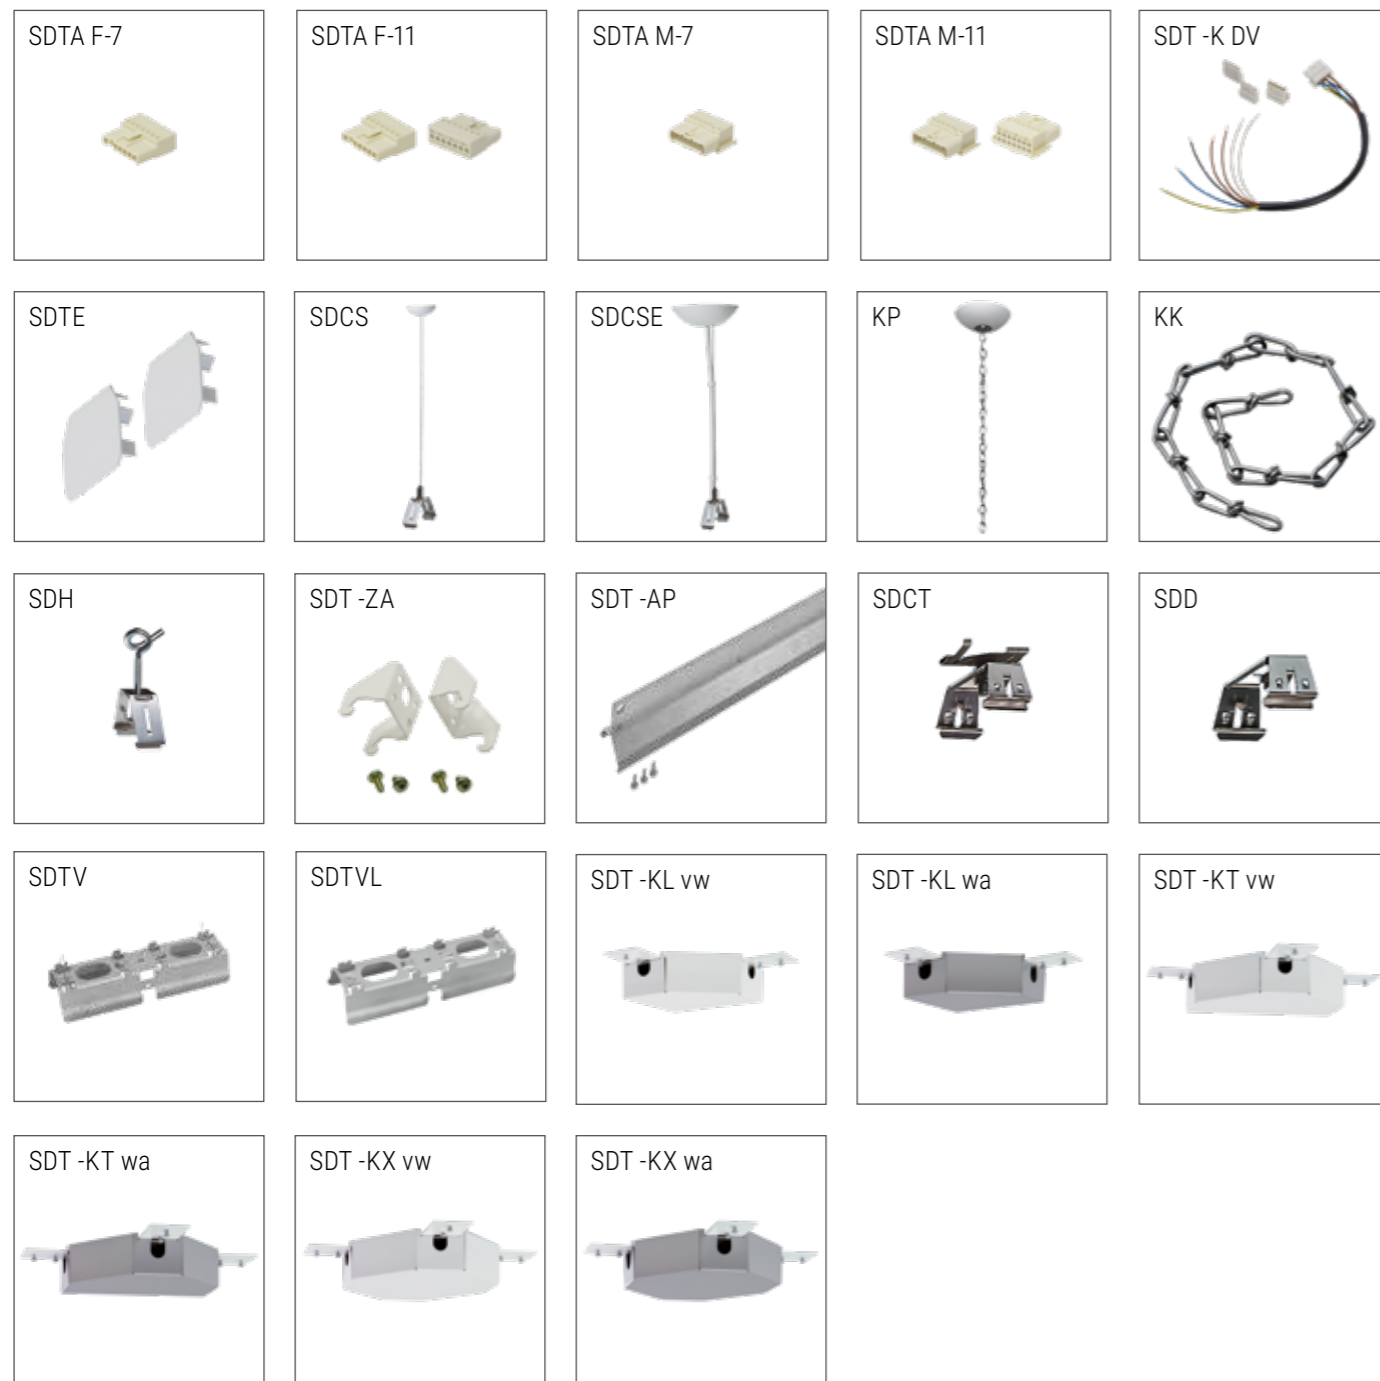 SDTA F-7
SDTA F-11
SDTA M-7
SDTA M-11
SDT -K DV
SDTE
SDCS
SDCSE
KP
KK
SDH
SDT -ZA
SDT -AP
SDCT
SDD
SDTV
SDTVL
SDT -KL vw
SDT -KL wa
SDT -KT vw
SDT -KT wa
SDT -KX vw
SDT -KX wa